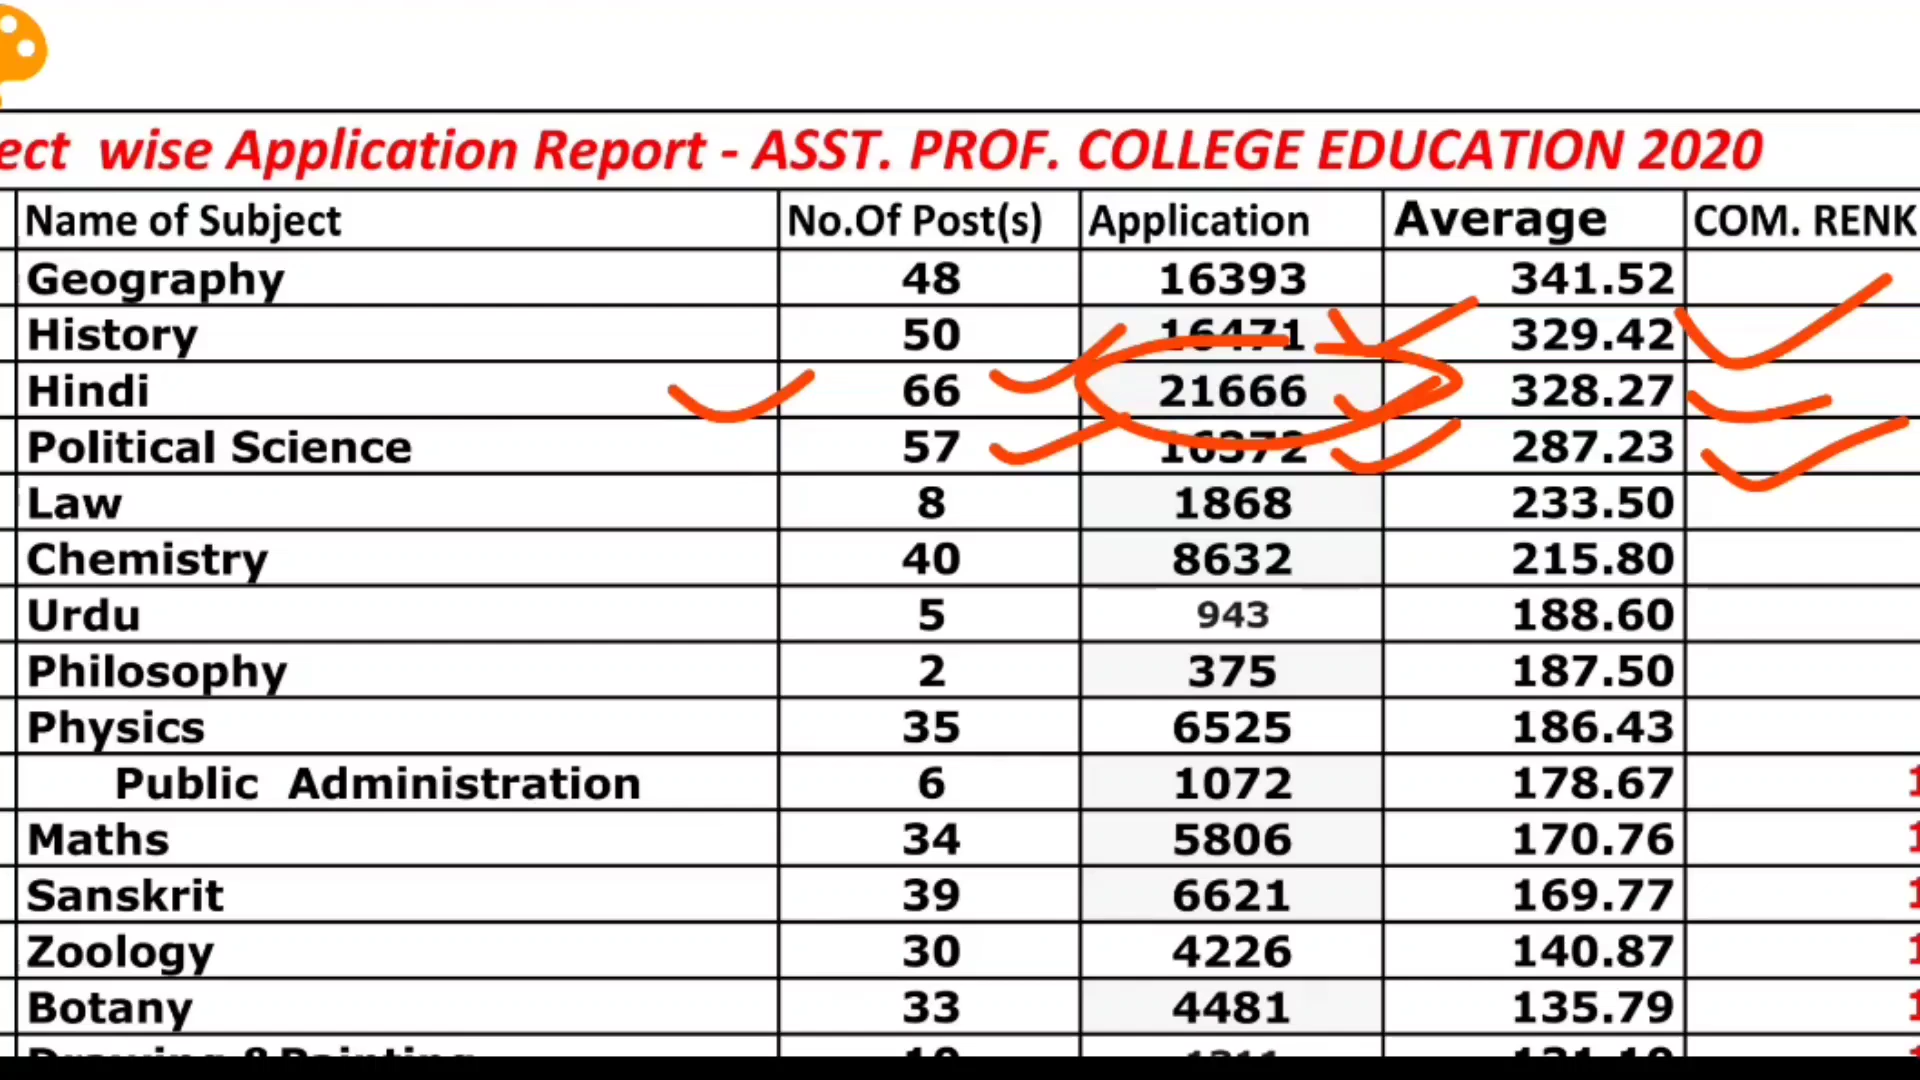 ect wise Application Report - ASST. PROF. COLLEGE EDUCATION 2020
Name of Subject No.Of Post(s) Application Average COM. RENK
Geography 48 16393 341.52
History 50 16471 329.42
Hindi 66 21666 328.27
Political Science 57 16372 287.23
Law 8 1868 233.50
Chemistry 40 8632 215.80
Urdu 5 943 188.60
Philosophy 2 375 187.50
Physics 35 6525 186.43
Public Administration 6 1072 178.67
Maths 34 5806 170.76
Sanskrit 39 6621 169.77
Zoology 30 4226 140.87
Botany 33 4481 135.79
Drawing & Painting